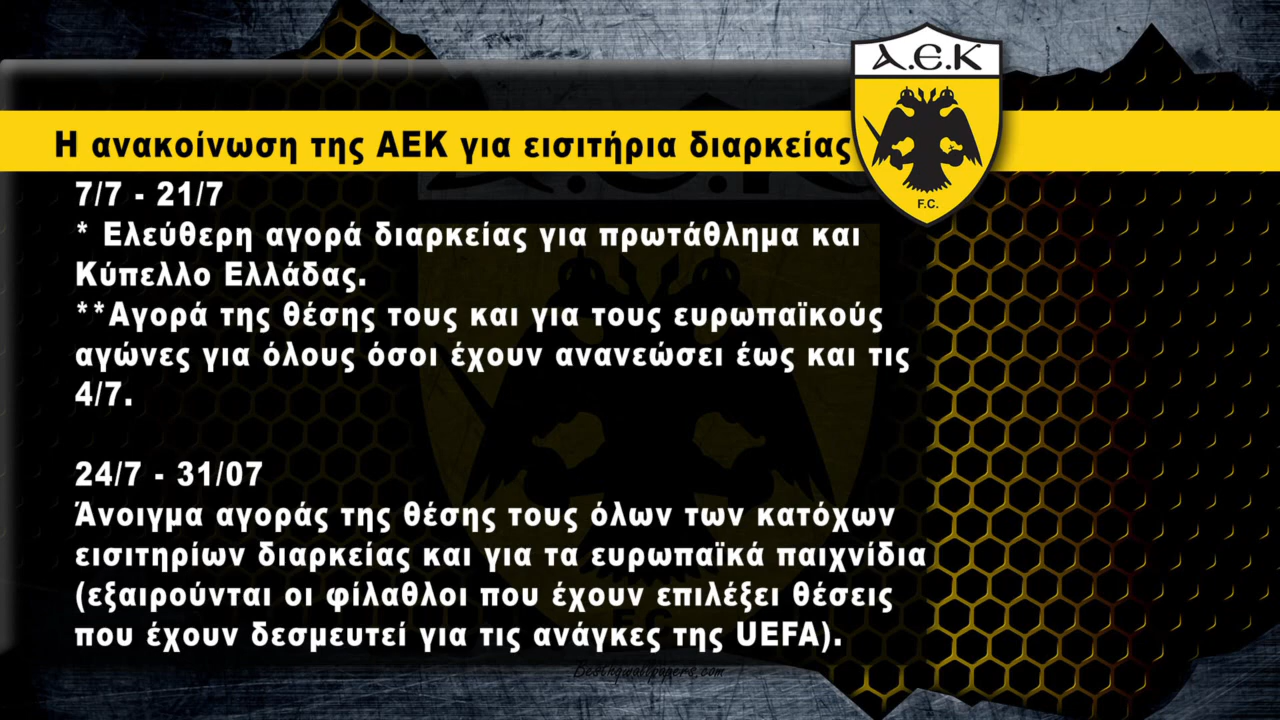 Α.Ε.Κ
Η ανακοίνωση της ΑΕΚ για εισιτήρια διαρκείας
F.C.
7/7 - 21/7
* Ελεύθερη αγορά διαρκείας για πρωτάθλημα και
Κύπελλο Ελλάδας.
**Αγορά της θέσης τους και για τους ευρωπαϊκούς
αγώνες για όλους όσοι έχουν ανανεώσει έως και τις
4/7.
24/7 - 31/07
Άνοιγμα αγοράς της θέσης τους όλων των κατόχων
εισιτηρίων διαρκείας και για τα ευρωπαϊκά παιχνίδια
(εξαιρούνται οι φίλαθλοι που έχουν επιλέξει θέσεις
που έχουν δεσμευτεί για τις ανάγκες της UEFA).
F.C.